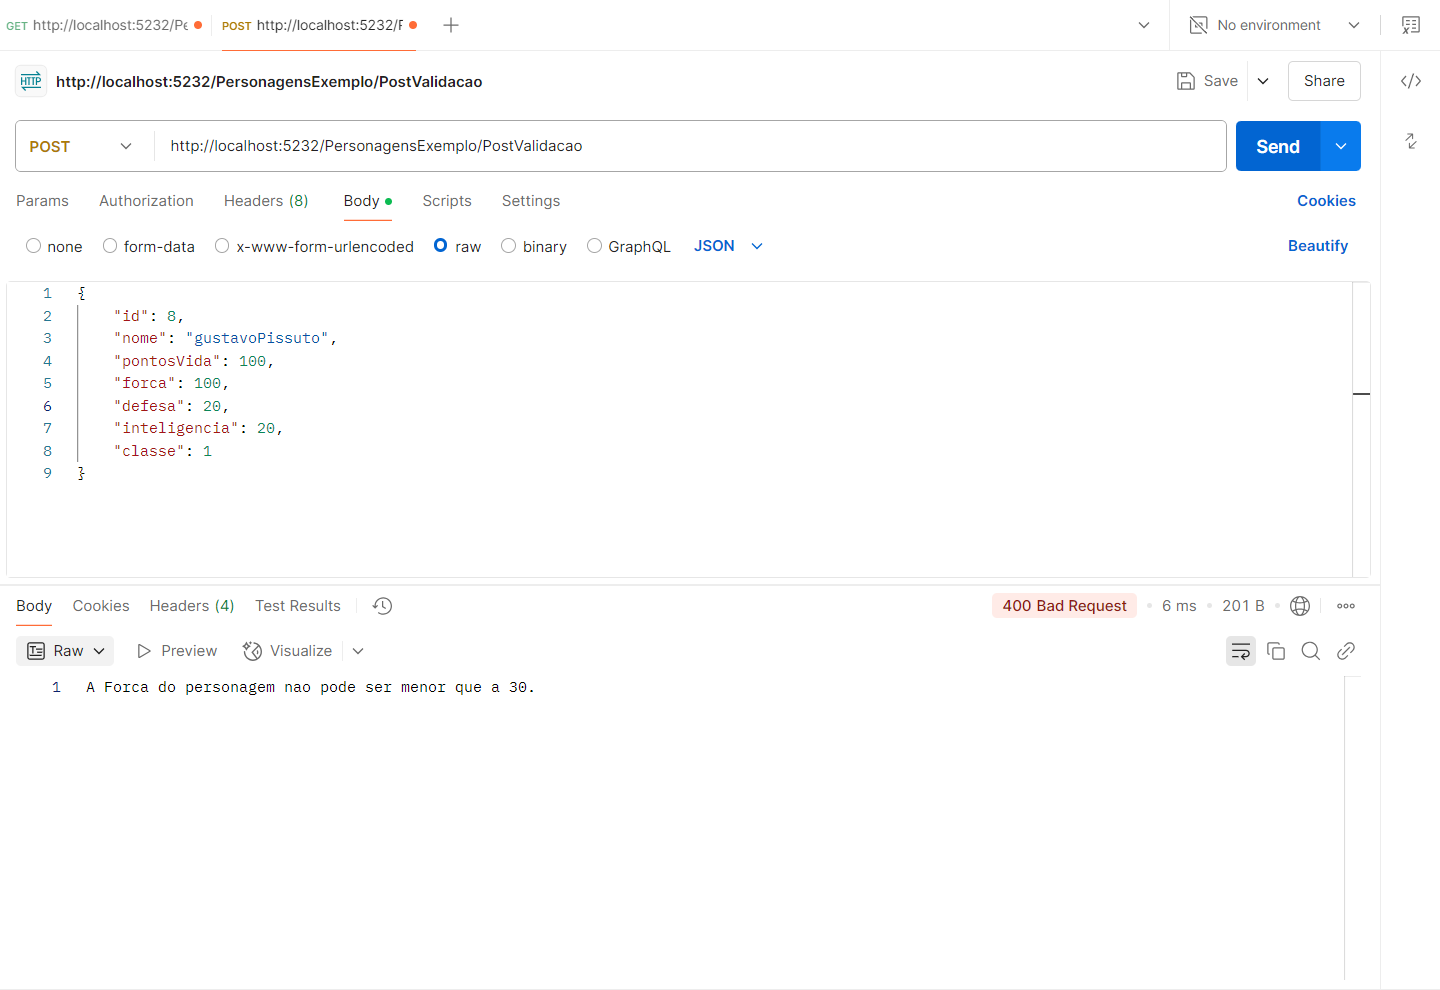 GET http://localhost:5232/Pe
POST http://localhost:5232/F
No environment
HTTP http://localhost:5232/PersonagensExemplo/PostValidacao
Save
Share
POST
http://localhost:5232/PersonagensExemplo/PostValidacao
Send
Params
Authorization
Headers (8)
Body
Scripts
Settings
Cookies
none
form-data
x-www-form-urlencoded
raw
binary
GraphQL
JSON
Beautify
1 {
2 "id": 8,
3 "nome": "gustavoPissuto",
4 "pontosVida": 100,
5 "forca": 100,
6 "defesa": 20,
7 "inteligencia": 20,
8 "classe": 1
9 }
Body
Cookies
Headers (4)
Test Results
400 Bad Request
6 ms
201 B
Raw
Preview
Visualize
1 A Forca do personagem nao pode ser menor que a 30.